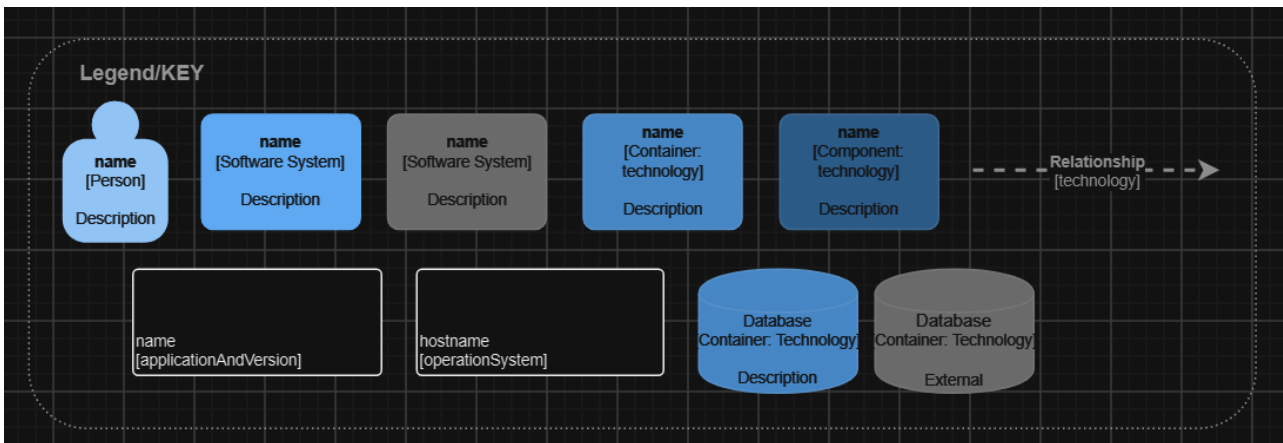 Legend/KEY
name
[Person]
Description
name
[Software System]
Description
name
[Software System]
Description
name
[Container:
technology]
Description
name
[Component:
technology]
Description
Relationship
[technology]
name
[applicationAndVersion]
hostname
[operationSystem]
Database
[Container: Technology]
Description
Database
[Container: Technology]
External